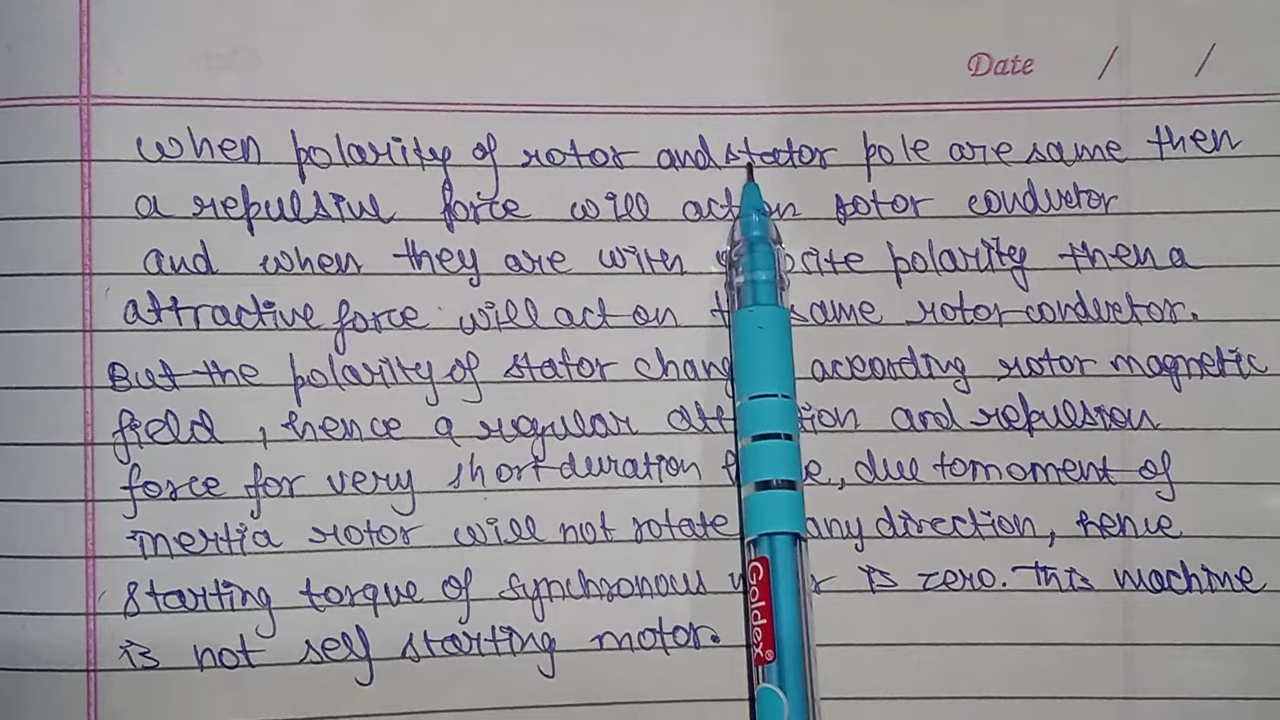 Date / /
When polarity of rotor and stator pole are same then
a repulsive force will act on rotor conductor
and when they are with polarity then a
attractive force will act on same rotor conductor.
But the polarity of stator according rotor magnetic
field, hence a regular and repulsion
force for very short duration , due to moment of
inertia rotor will not rotate any direction, hence
starting torque of synchronous is zero. This machine
is not self starting motor.
Goldex